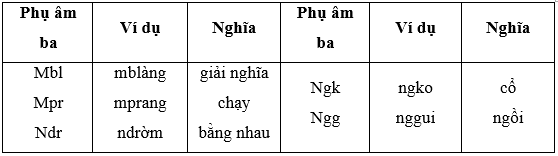 Phụ âm ba Ví dụ Nghĩa Phụ âm ba Ví dụ Nghĩa
Mbl mblàng giải nghĩa
Mpr mprang chạy
Ndr ndrờm bằng nhau
Ngk ngko cổ
Ngg nggui ngồi